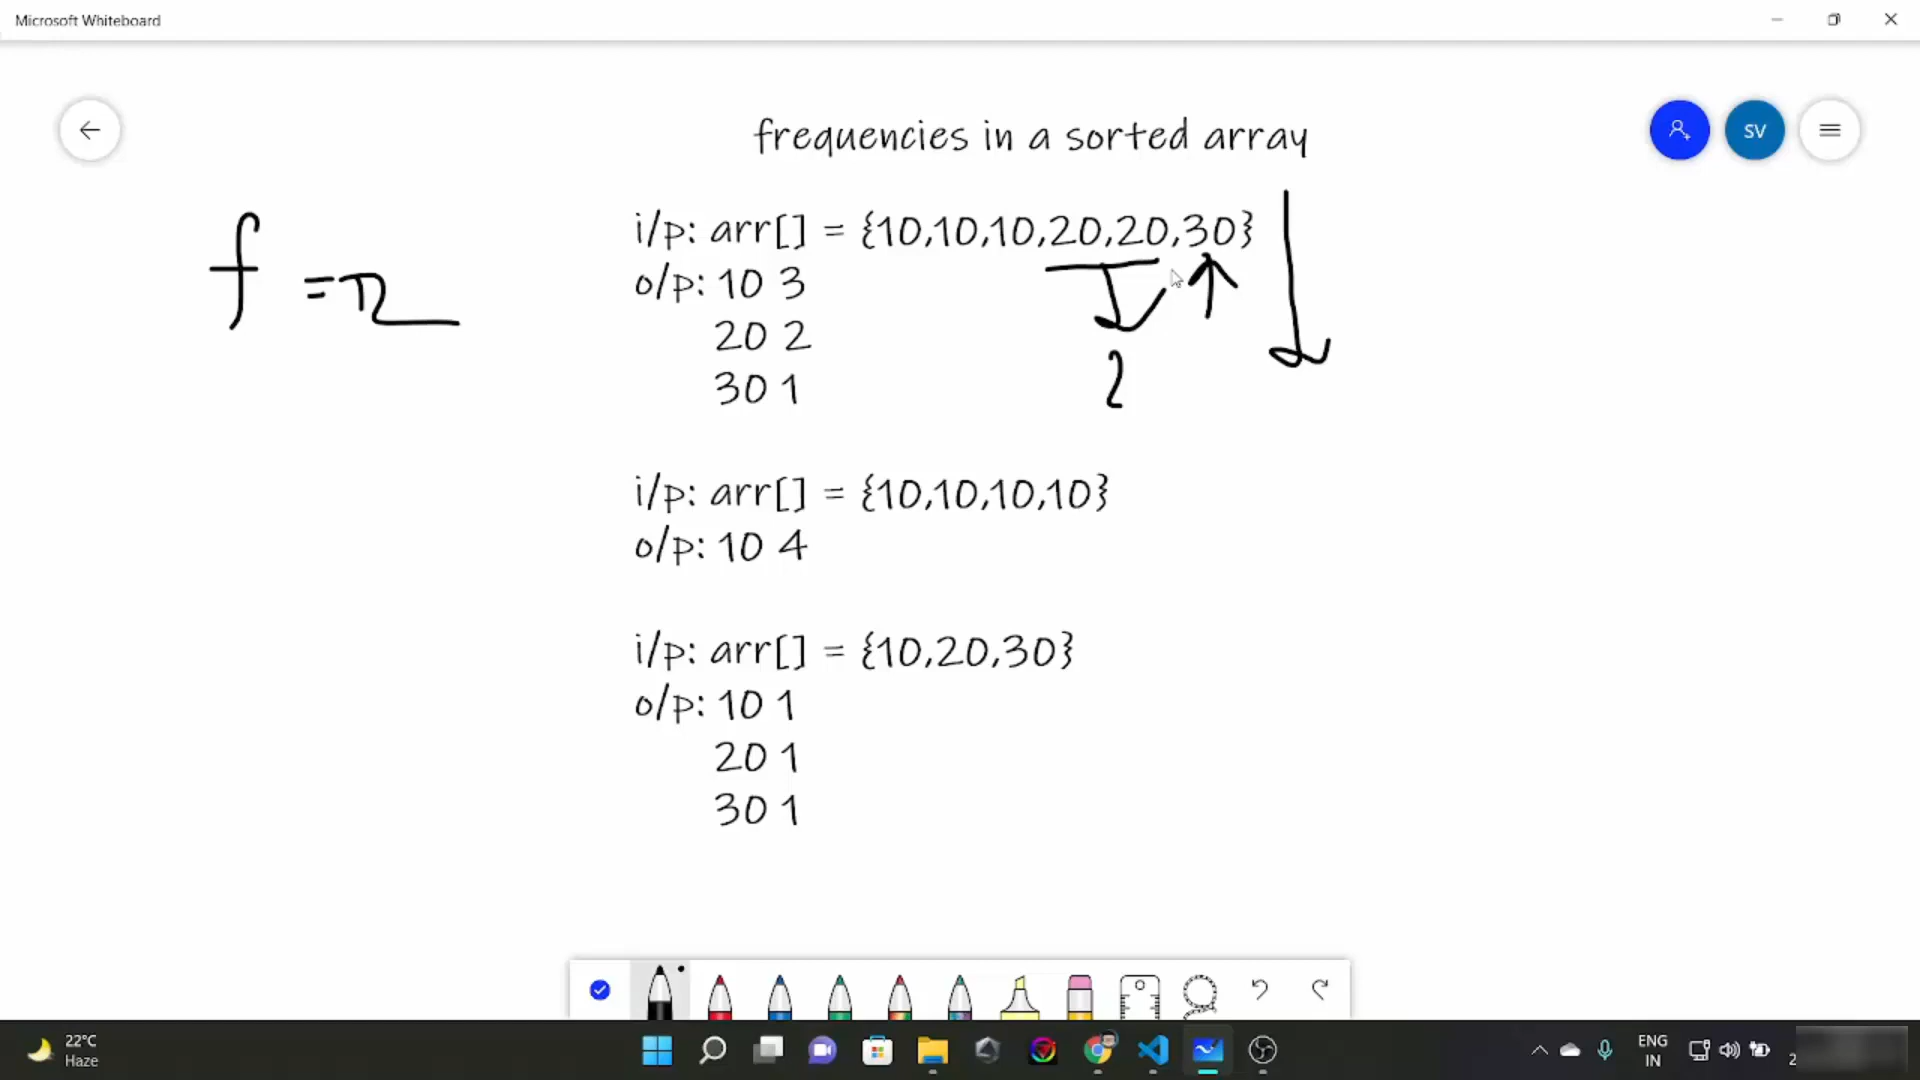 Microsoft Whiteboard
SV
frequencies in a sorted array
i/p: arr[] = {10,10,10,20,20,30}
o/p: 10 3
20 2
30 1
f =
2
i/p: arr[] = {10,10,10,10}
o/p: 10 4
i/p: arr[] = {10,20,30}
o/p: 10 1
20 1
30 1
22°C
Haze
ENG
IN